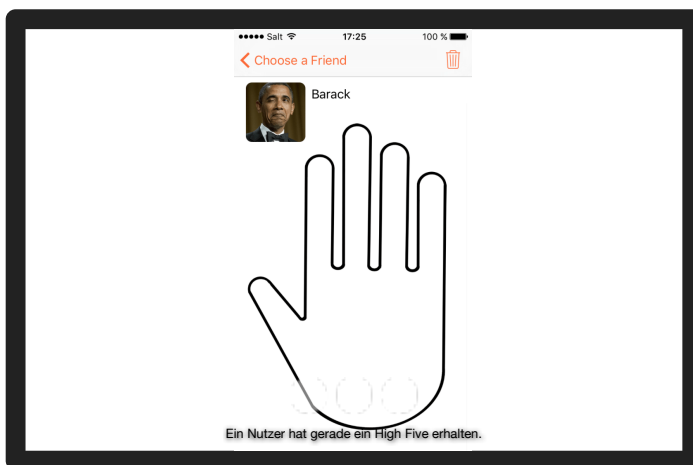 Salt 17:25 100 %
Choose a Friend
Barack
Ein Nutzer hat gerade ein High Five erhalten.